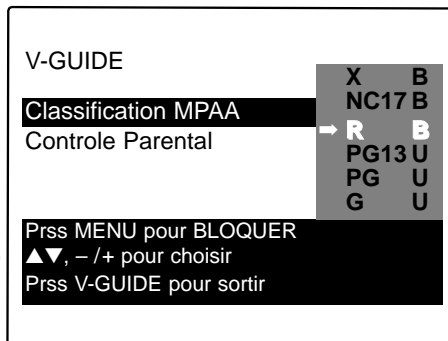 V-GUIDE
Classification MPAA
Controle Parental
X B
NC17 B
➡ R B
PG13 U
PG U
G U
Prss MENU pour BLOQUER
▲▼, – /+ pour choisir
Prss V-GUIDE pour sortir